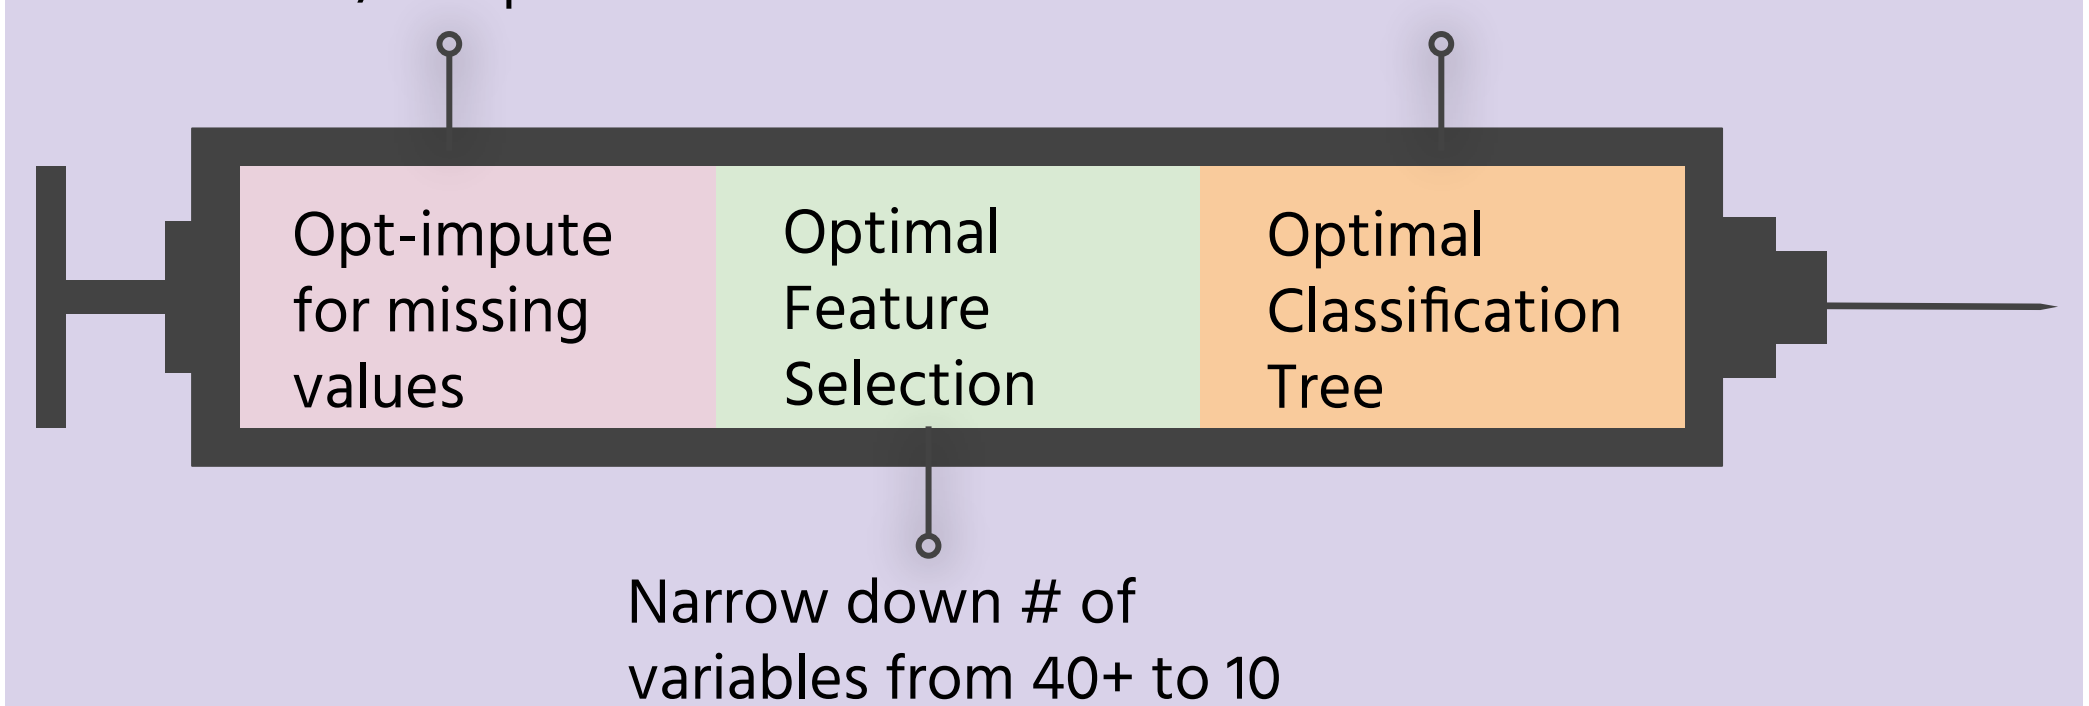 Opt-impute
for missing
values
Optimal
Feature
Selection
Optimal
Classification
Tree
Narrow down # of
variables from 40+ to 10